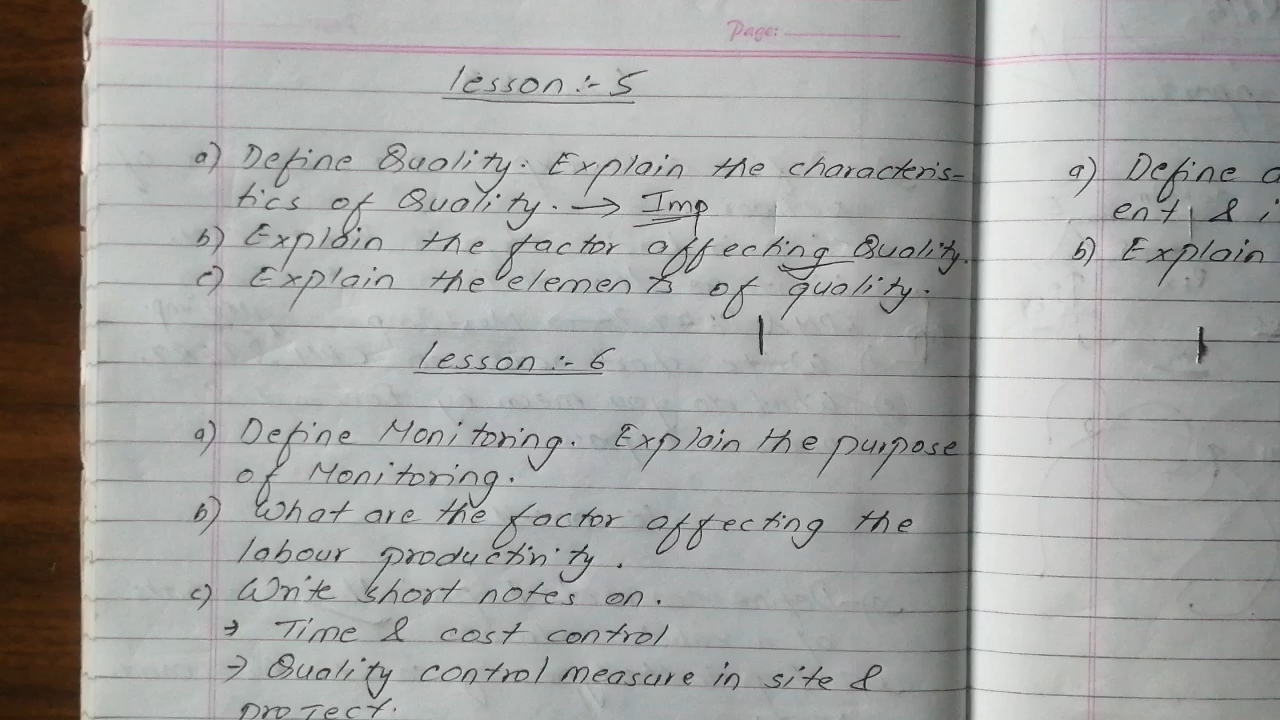 Page:
lesson :- 5
a) Define Quality. Explain the characteris-
tics of Quality. → Imp
b) Explain the factor affecting Quality.
c) Explain the elements of quality.
lesson :- 6
a) Define Monitoring. Explain the purpose
of Monitoring.
b) What are the factor affecting the
labour productivity.
c) Write short notes on.
→ Time & cost control
→ Quality control measure in site &
project.
a) Define
ent &
b) Explain